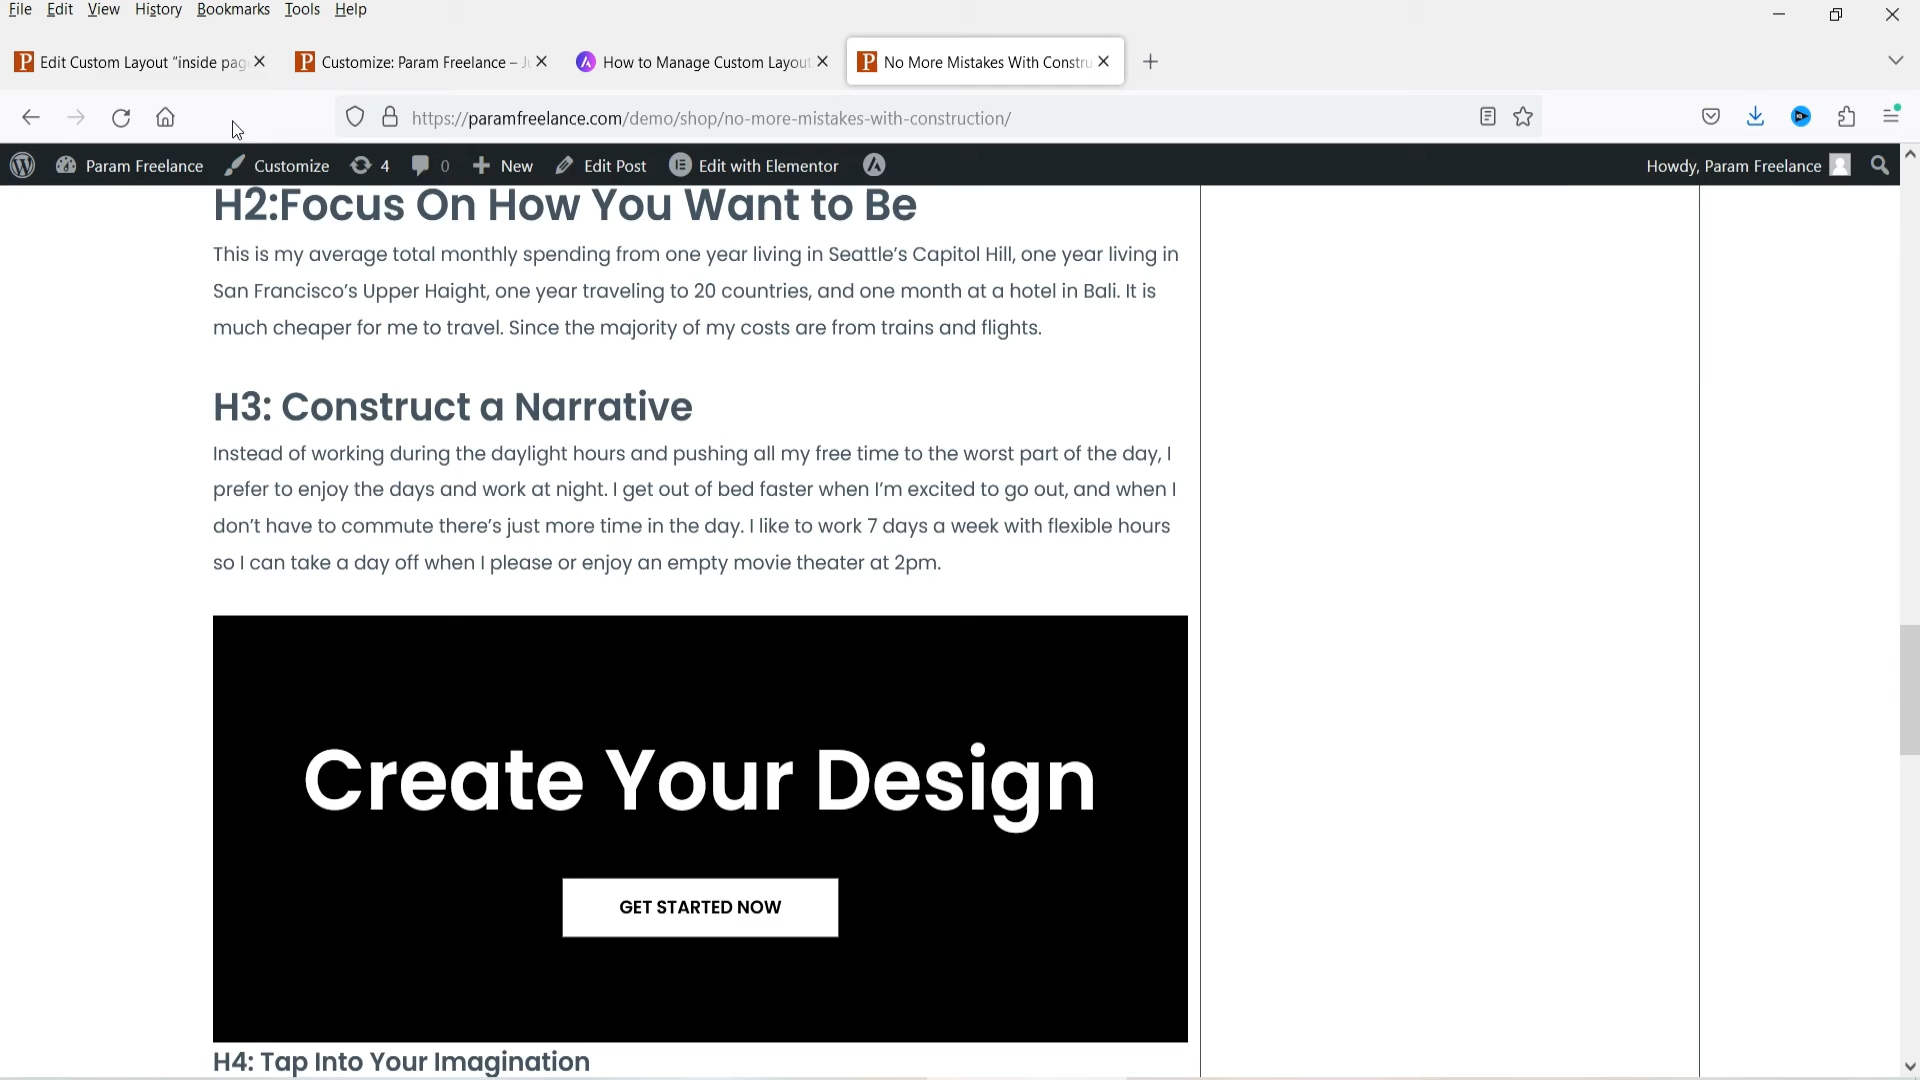 File Edit View History Bookmarks Tools Help
Edit Custom Layout "inside pag
Customize: Param Freelance – Ju
How to Manage Custom Layout
No More Mistakes With Constru
https://paramfreelance.com/demo/shop/no-more-mistakes-with-construction/
Param Freelance Customize 4 0 New Edit Post Edit with Elementor Howdy, Param Freelance
H2:Focus On How You Want to Be
This is my average total monthly spending from one year living in Seattle's Capitol Hill, one year living in
San Francisco's Upper Haight, one year traveling to 20 countries, and one month at a hotel in Bali. It is
much cheaper for me to travel. Since the majority of my costs are from trains and flights.
H3: Construct a Narrative
Instead of working during the daylight hours and pushing all my free time to the worst part of the day, I
prefer to enjoy the days and work at night. I get out of bed faster when I'm excited to go out, and when I
don't have to commute there's just more time in the day. I like to work 7 days a week with flexible hours
so I can take a day off when I please or enjoy an empty movie theater at 2pm.
Create Your Design
GET STARTED NOW
H4: Tap Into Your Imagination